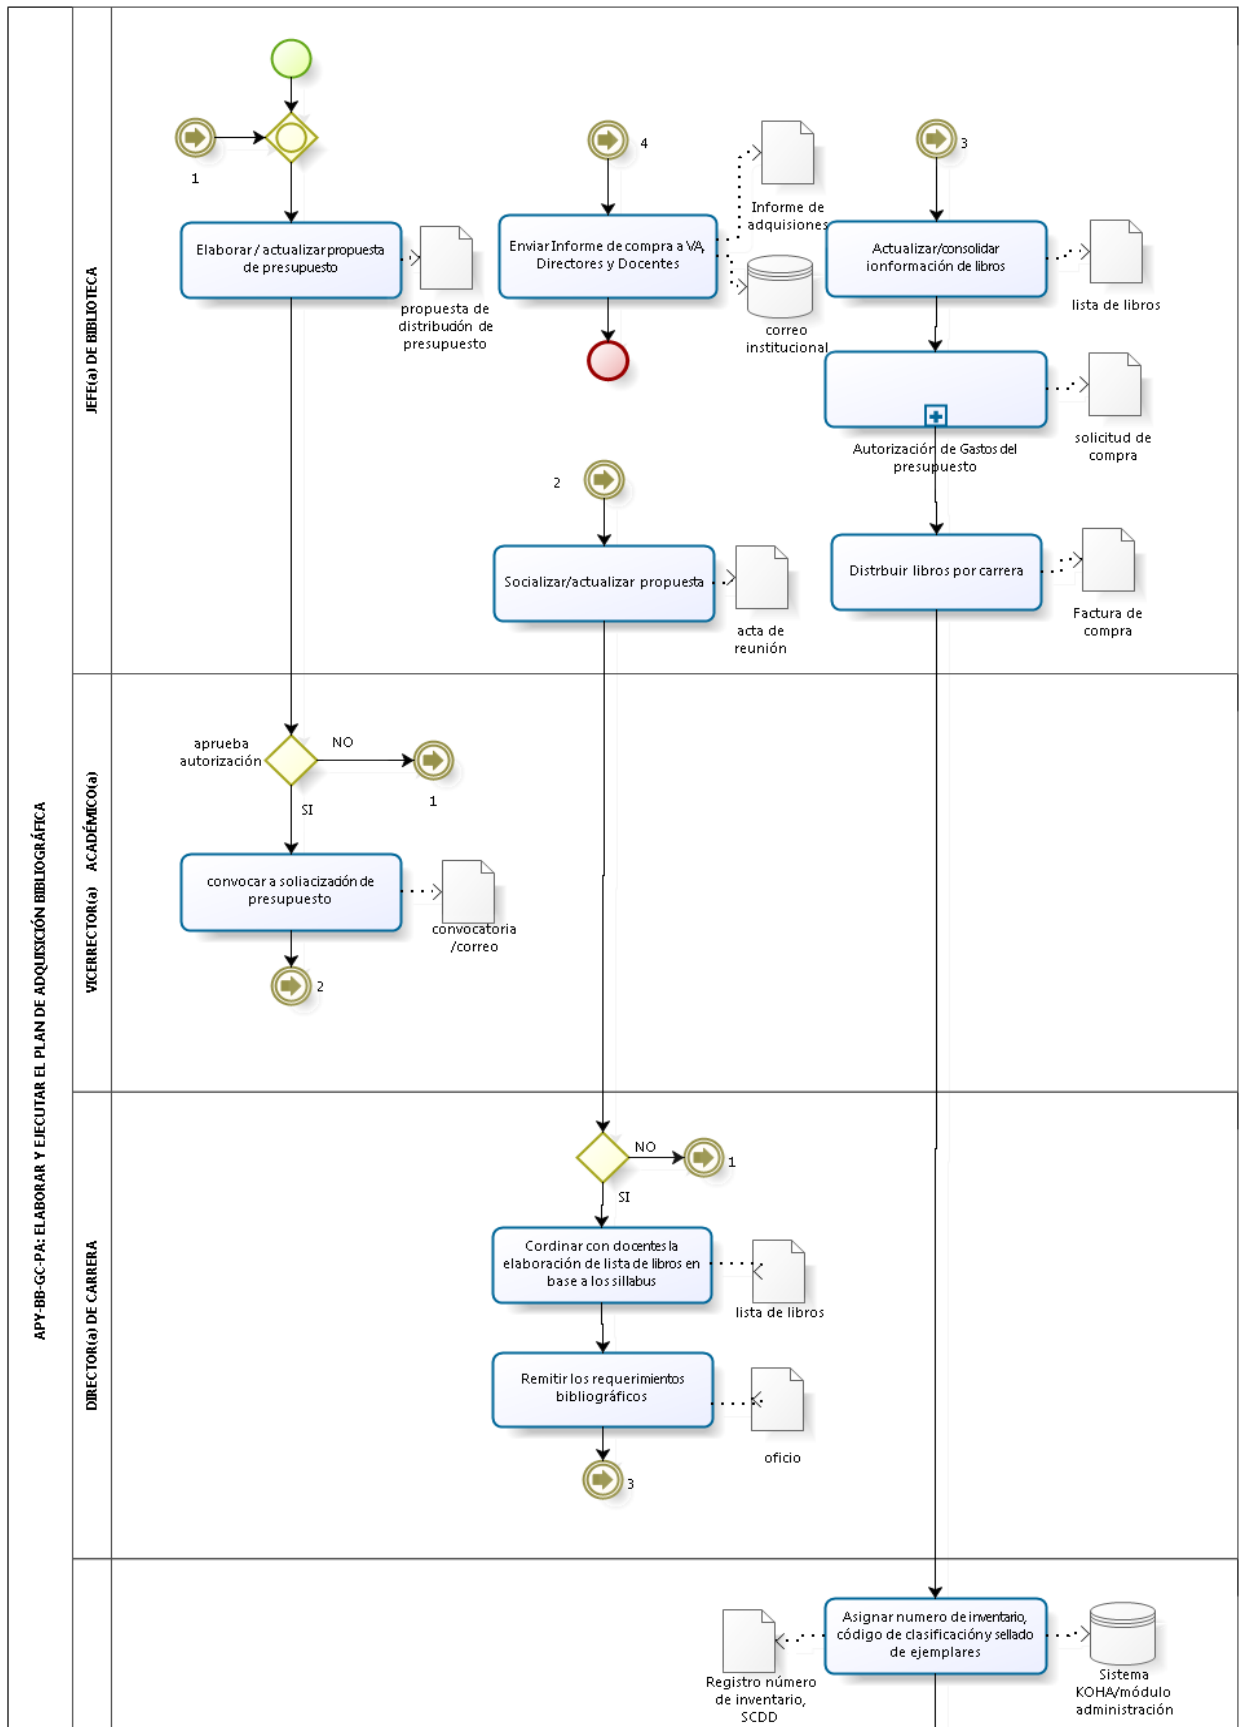 APY-BB-GC-PA: ELABORAR Y EJECUTAR EL PLAN DE ADQUISICIÓN BIBLIOGRÁFICA
JEFE(a) DE BIBLIOTECA
1
Elaborar / actualizar propuesta
de presupuesto
propuesta de
distribución de
presupuesto
4
Enviar Informe de compra a VA,
Directores y Docentes
Informe de
adquisiones
correo
institucional
3
Actualizar/consolidar
ionformación de libros
lista de libros
Autorización de Gastos del
presupuesto
solicitud de
compra
2
Socializar/actualizar propuesta
acta de
reunión
Distrbuir libros por carrera
Factura de
compra
VICERRECTOR(a) ACADÉMICO(a)
aprueba
autorización
NO
1
SI
convocar a soliacización de
presupuesto
convocatoria
/correo
2
DIRECTOR(a) DE CARRERA
NO
1
SI
Cordinar con docentes la
elaboración de lista de libros en
base a los sillabus
lista de libros
Remitir los requerimientos
bibliográficos
oficio
3
Asignar numero de inventario,
código de clasificación y sellado
de ejemplares
Registro número
de inventario,
SCDD
Sistema
KOHA/módulo
administración